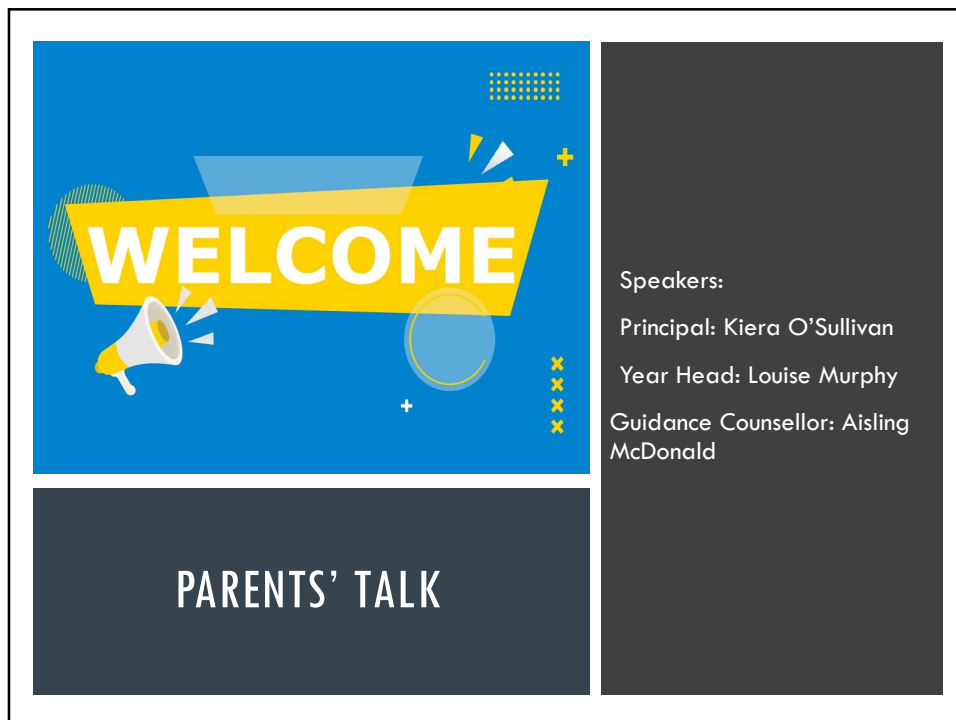 WELCOME
PARENTS’ TALK
Speakers:
Principal: Kiera O’Sullivan
Year Head: Louise Murphy
Guidance Counsellor: Aisling
McDonald